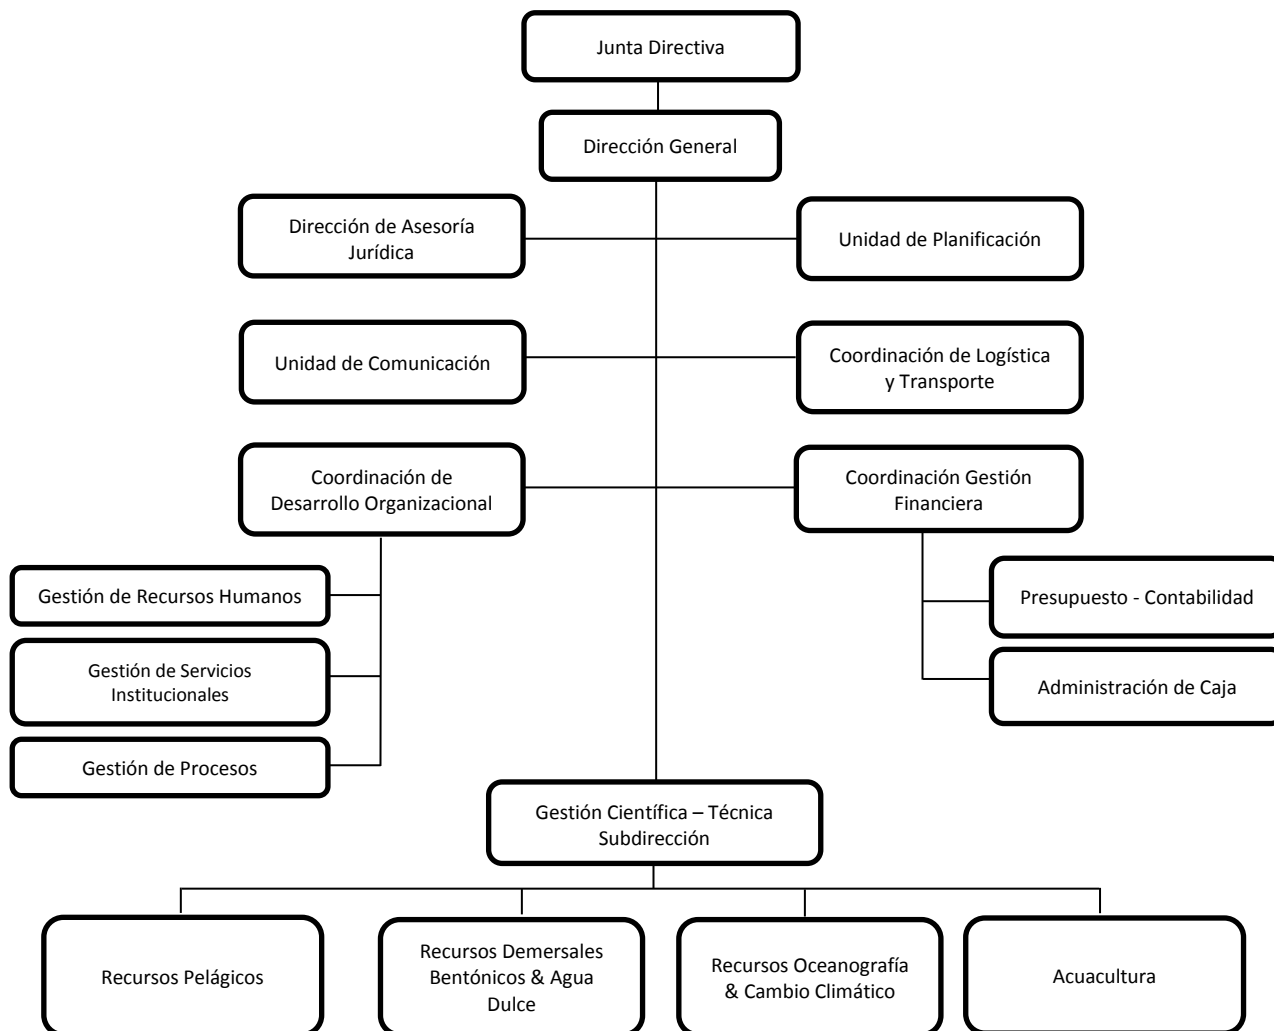 Junta Directiva
Dirección General
Dirección de Asesoría
Jurídica
Unidad de Planificación
Unidad de Comunicación
Coordinación de Logística
y Transporte
Coordinación de
Desarrollo Organizacional
Coordinación Gestión
Financiera
Gestión de Recursos Humanos
Gestión de Servicios
Institucionales
Gestión de Procesos
Presupuesto - Contabilidad
Administración de Caja
Gestión Científica – Técnica
Subdirección
Recursos Pelágicos
Recursos Demersales
Bentónicos & Agua
Dulce
Recursos Oceanografía
& Cambio Climático
Acuacultura